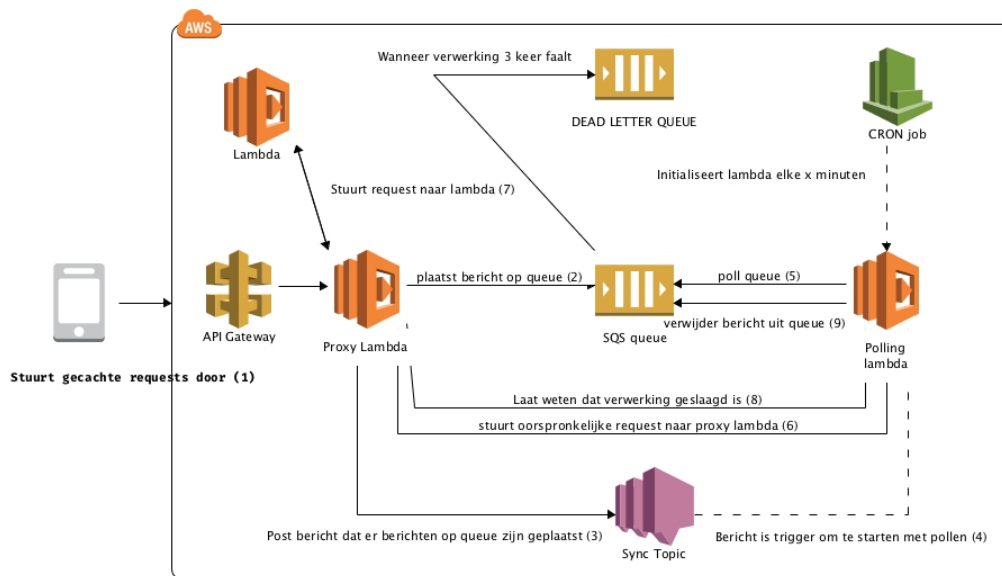 AWS
Wanneer verwerking 3 keer faalt
DEAD LETTER QUEUE
CRON job
Lambda
Initialiseert lambda elke x minuten
Stuurt request naar lambda (7)
plaatst bericht op queue (2)
poll queue (5)
verwijder bericht uit queue (9)
API Gateway
Proxy Lambda
SQS queue
Polling
lambda
Stuurt gecachte requests door (1)
Laat weten dat verwerking geslaagd is (8)
stuurt oorspronkelijke request naar proxy lambda (6)
Post bericht dat er berichten op queue zijn geplaatst (3)
Sync Topic
Bericht is trigger om te starten met pollen (4)